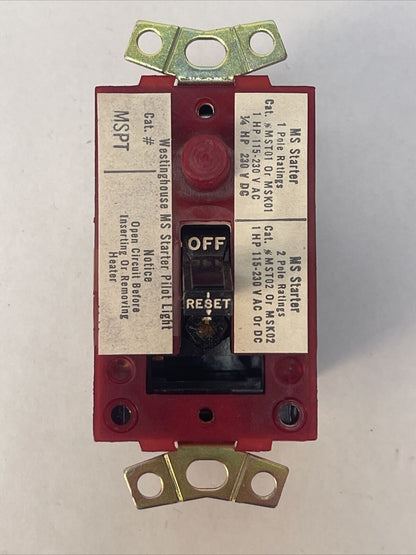 Westinghouse MS Starter Pilot Light
Cat. #
MSPT
Notice
Open Circuit Before
Inserting Or Removing
Heater
OFF
RESET
MS Starter
1 Pole Ratings
Cat. # MST01 Or MSK01
1 HP 115-230 V AC
¼ HP 230 V DC
MS Starter
2 Pole Ratings
Cat. # MST02 Or MSK02
1 HP 115-230 V AC Or DC